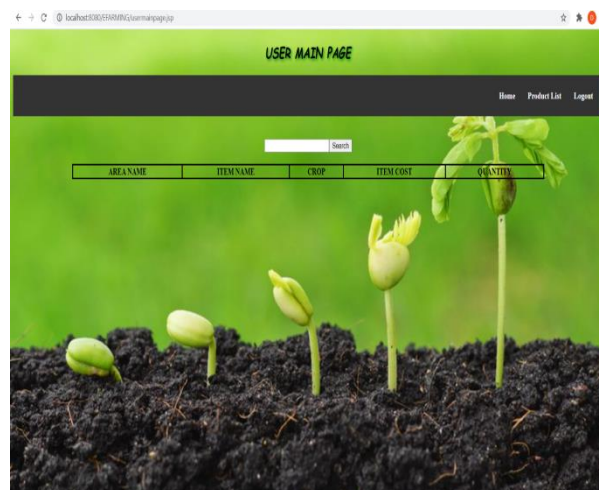 localhost:8080/EFARMING/usermainpage.jsp
USER MAIN PAGE
Home Product List Logout
Search
AREA NAME ITEM NAME CROP ITEM COST QUANTITY